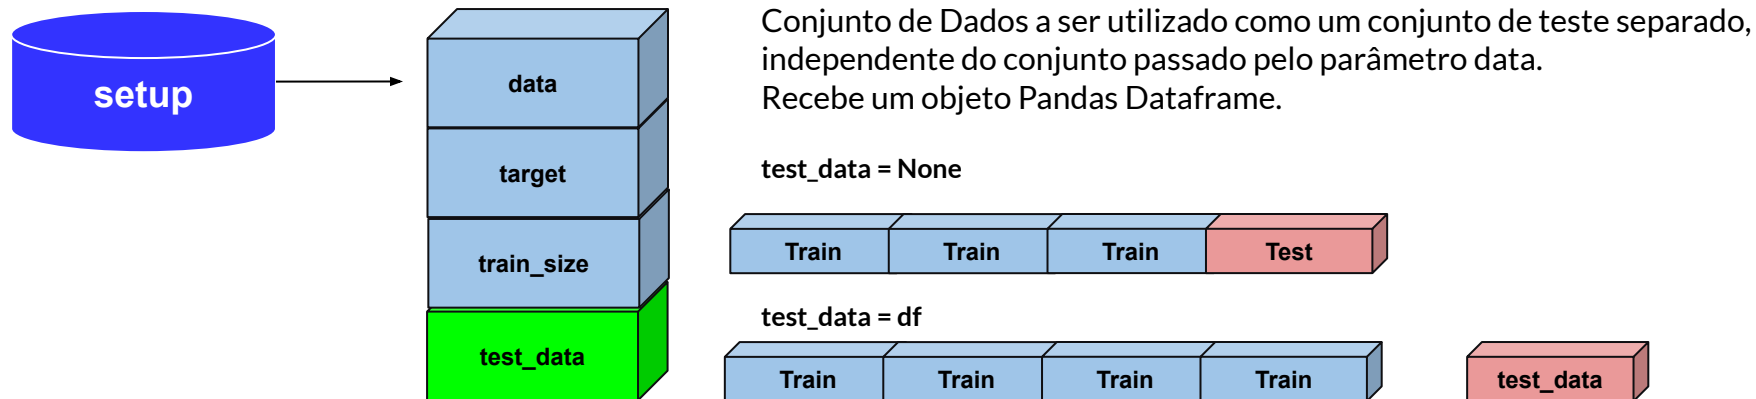 setup
data
target
train_size
test_data
Conjunto de Dados a ser utilizado como um conjunto de teste separado,
independente do conjunto passado pelo parâmetro data.
Recebe um objeto Pandas Dataframe.
test_data = None
Train Train Train Test
test_data = df
Train Train Train Train test_data